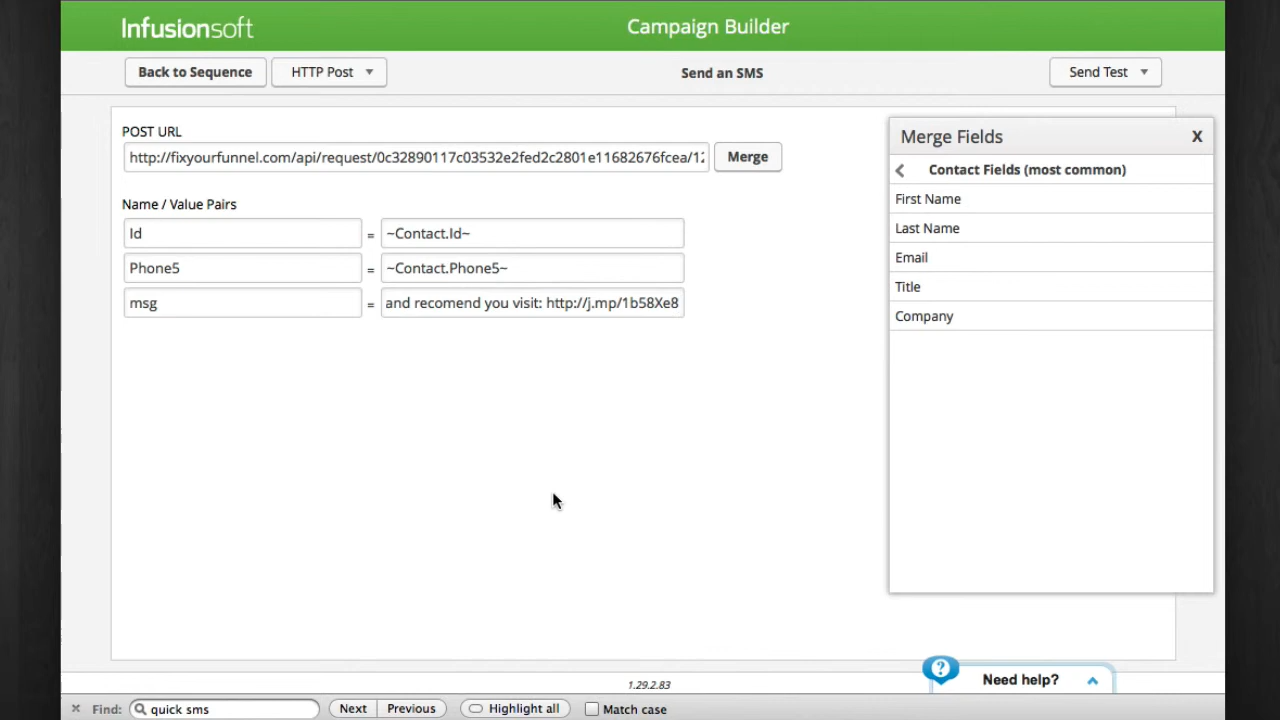 Infusionsoft
Campaign Builder
Back to Sequence
HTTP Post
Send an SMS
Send Test
POST URL
http://fixyourfunnel.com/api/request/0c32890117c03532e2fed2c2801e11682676fcea/12
Merge
Name / Value Pairs
Id = ~Contact.Id~
Phone5 = ~Contact.Phone5~
msg = and recomend you visit: http://j.mp/1b58Xe8
Merge Fields X
Contact Fields (most common)
First Name
Last Name
Email
Title
Company
? Need help?
1.29.2.83
× Find: quick sms Next Previous Highlight all Match case